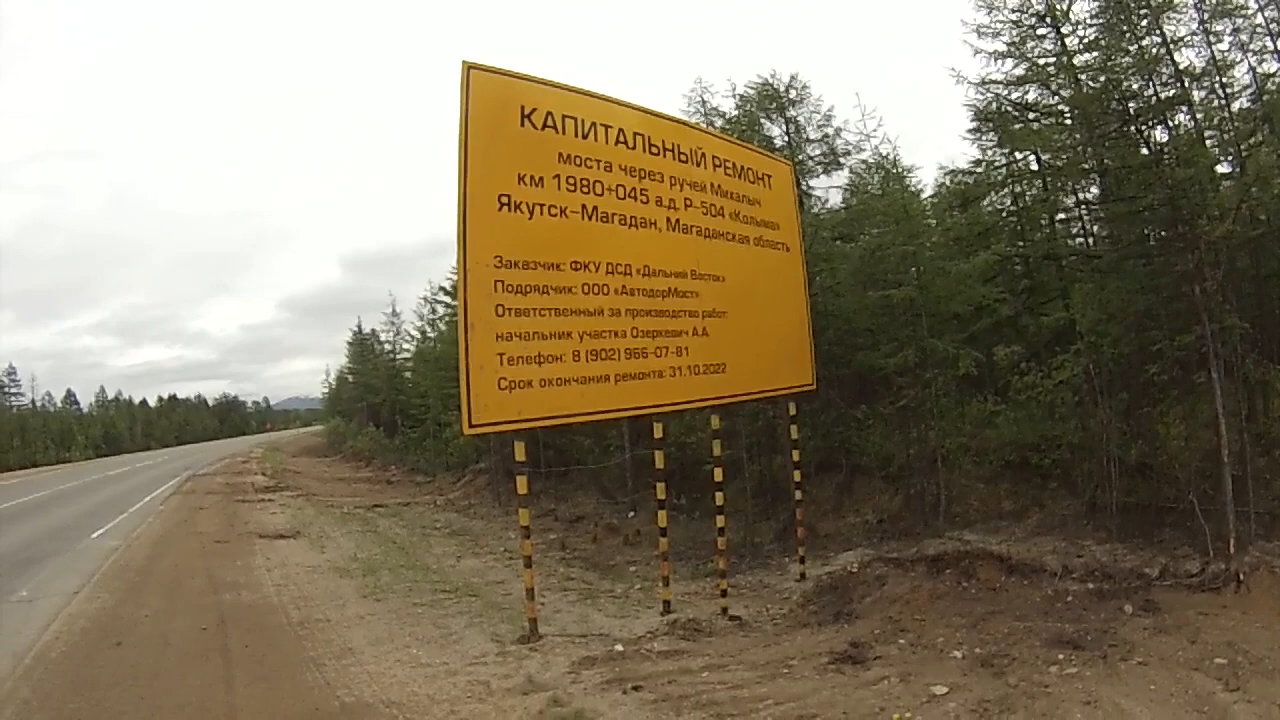 КАПИТАЛЬНЫЙ РЕМОНТ
моста через ручей Михалыч
км 1980+045 а.д. Р-504 «Колыма»
Якутск-Магадан, Магаданская область
Заказчик: ФКУ ДСД «Дальний Восток»
Подрядчик: ООО «АвтодорМост»
Ответственный за производство работ:
начальник участка Озеркевич А.А.
Телефон: 8 (902) 966-07-81
Срок окончания ремонта: 31.10.2022